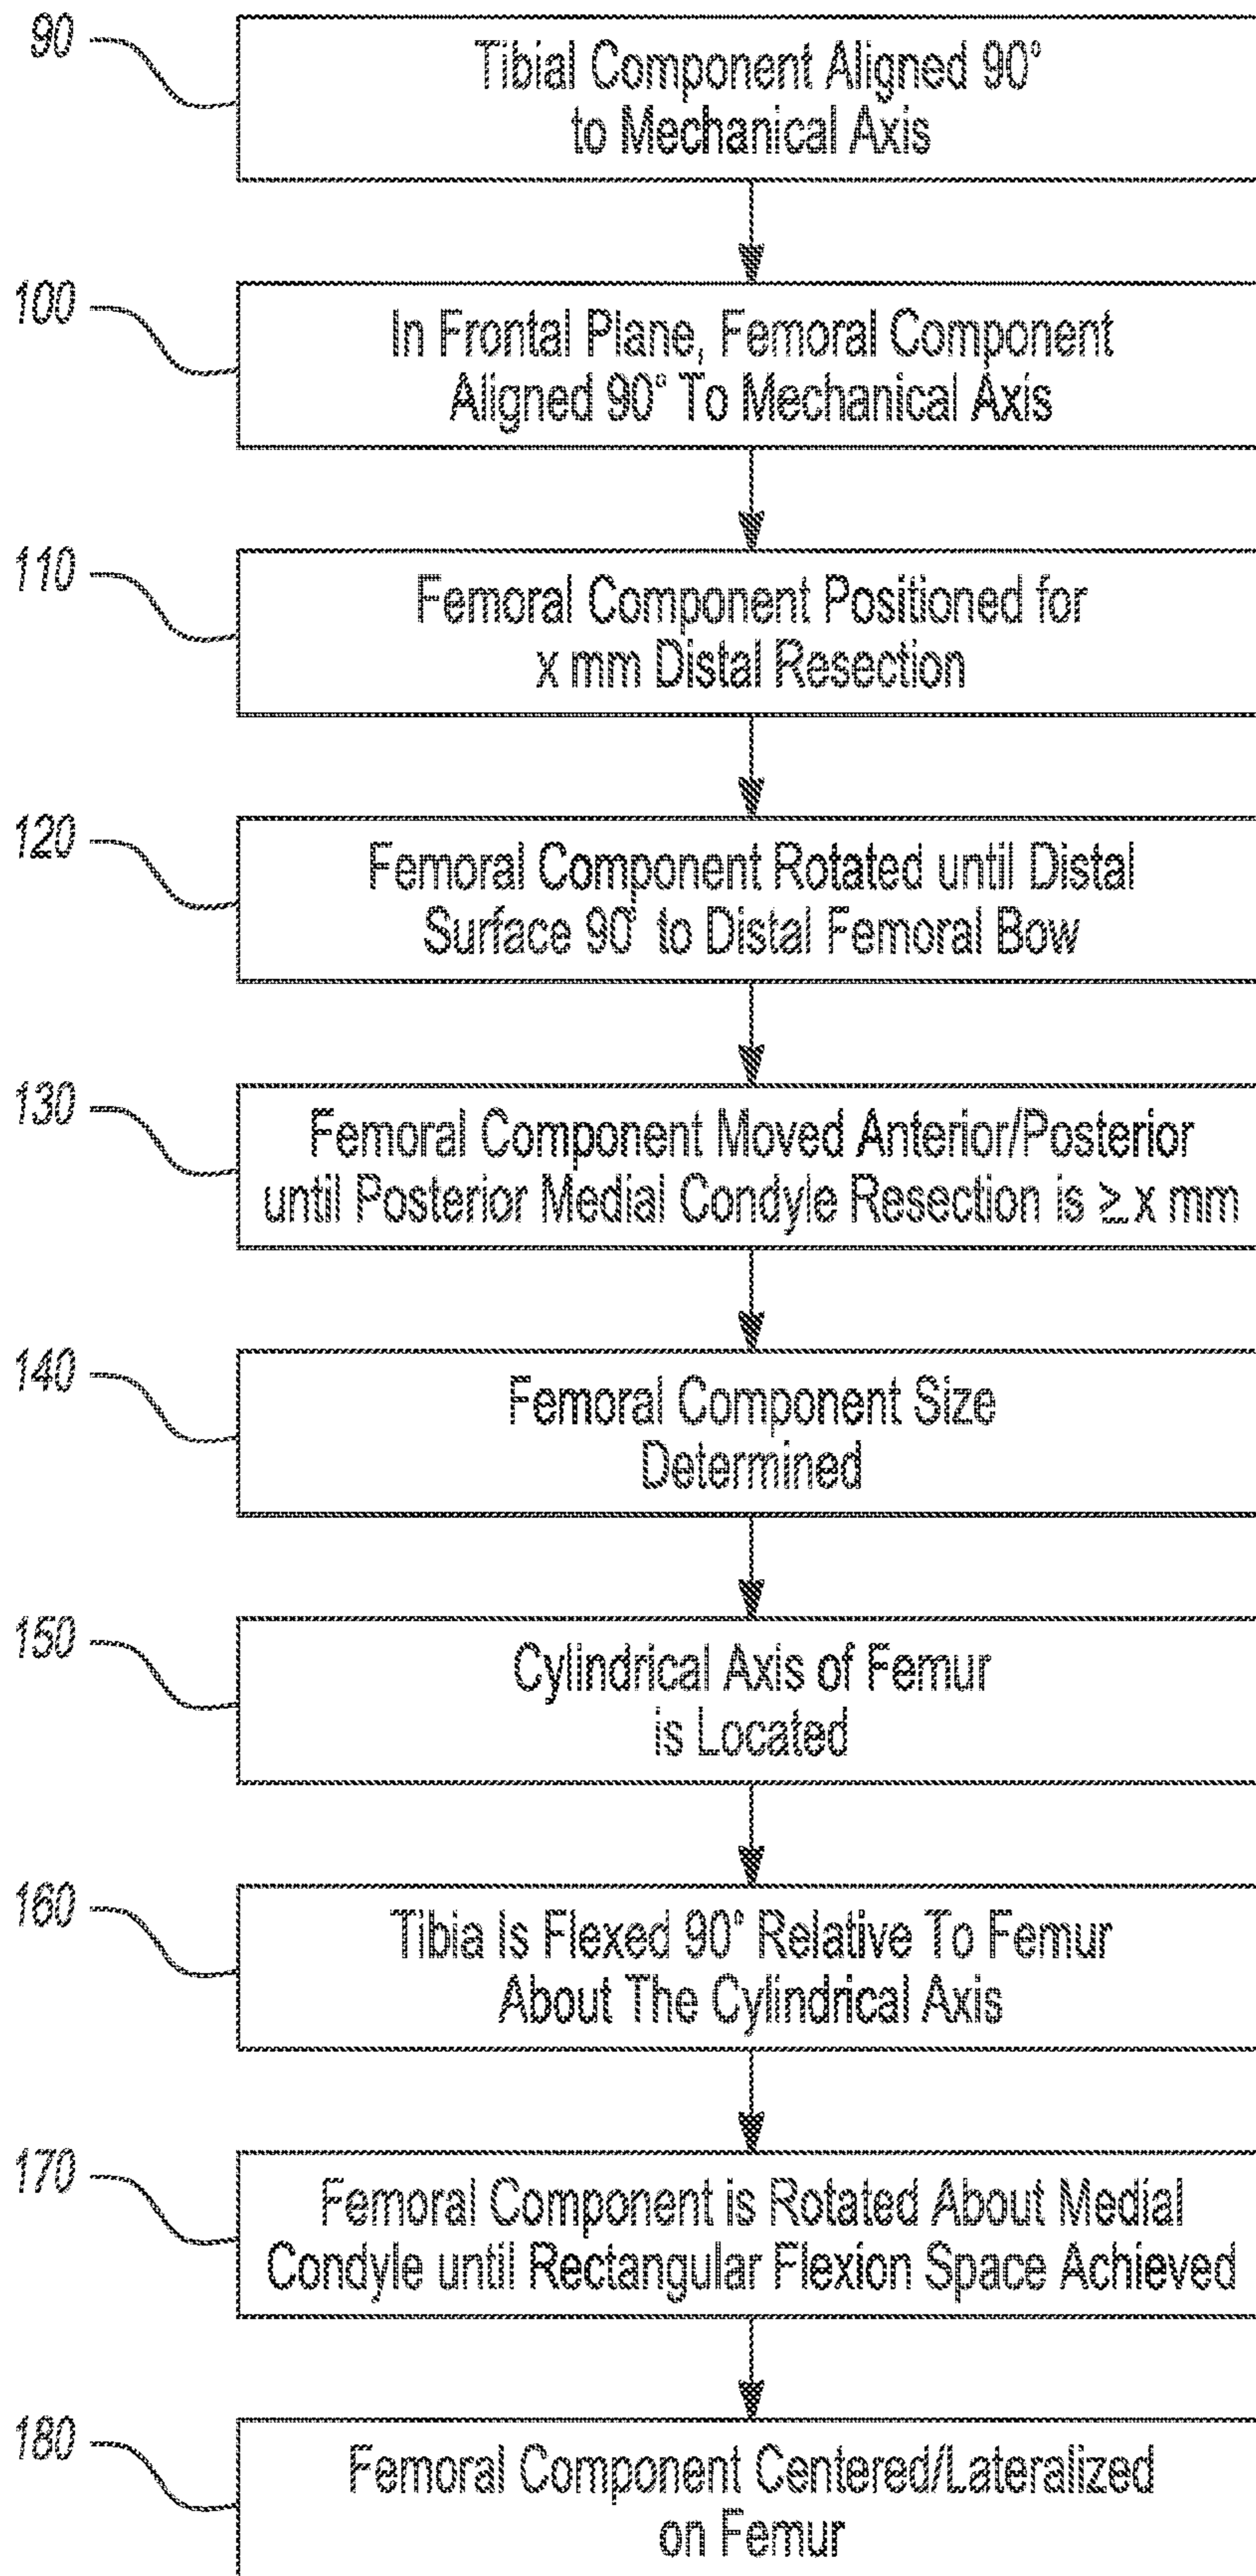 90
Tibial Component Aligned 90°
to Mechanical Axis
100
In Frontal Plane, Femoral Component
Aligned 90° To Mechanical Axis
110
Femoral Component Positioned for
x mm Distal Resection
120
Femoral Component Rotated until Distal
Surface 90° to Distal Femoral Bow
130
Femoral Component Moved Anterior/Posterior
until Posterior Medial Condyle Resection is ≥ x mm
140
Femoral Component Size
Determined
150
Cylindrical Axis of Femur
is Located
160
Tibia Is Flexed 90° Relative To Femur
About The Cylindrical Axis
170
Femoral Component is Rotated About Medial
Condyle until Rectangular Flexion Space Achieved
180
Femoral Component Centered/Lateralized
on Femur